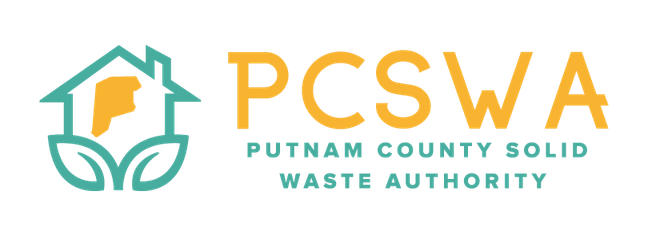 PCSWA
PUTNAM COUNTY SOLID
WASTE AUTHORITY